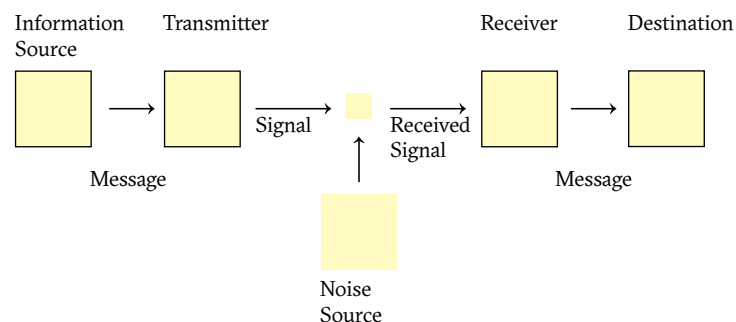 Information
Source
Transmitter
Receiver
Destination
Signal
Received
Signal
Message
Message
Noise
Source